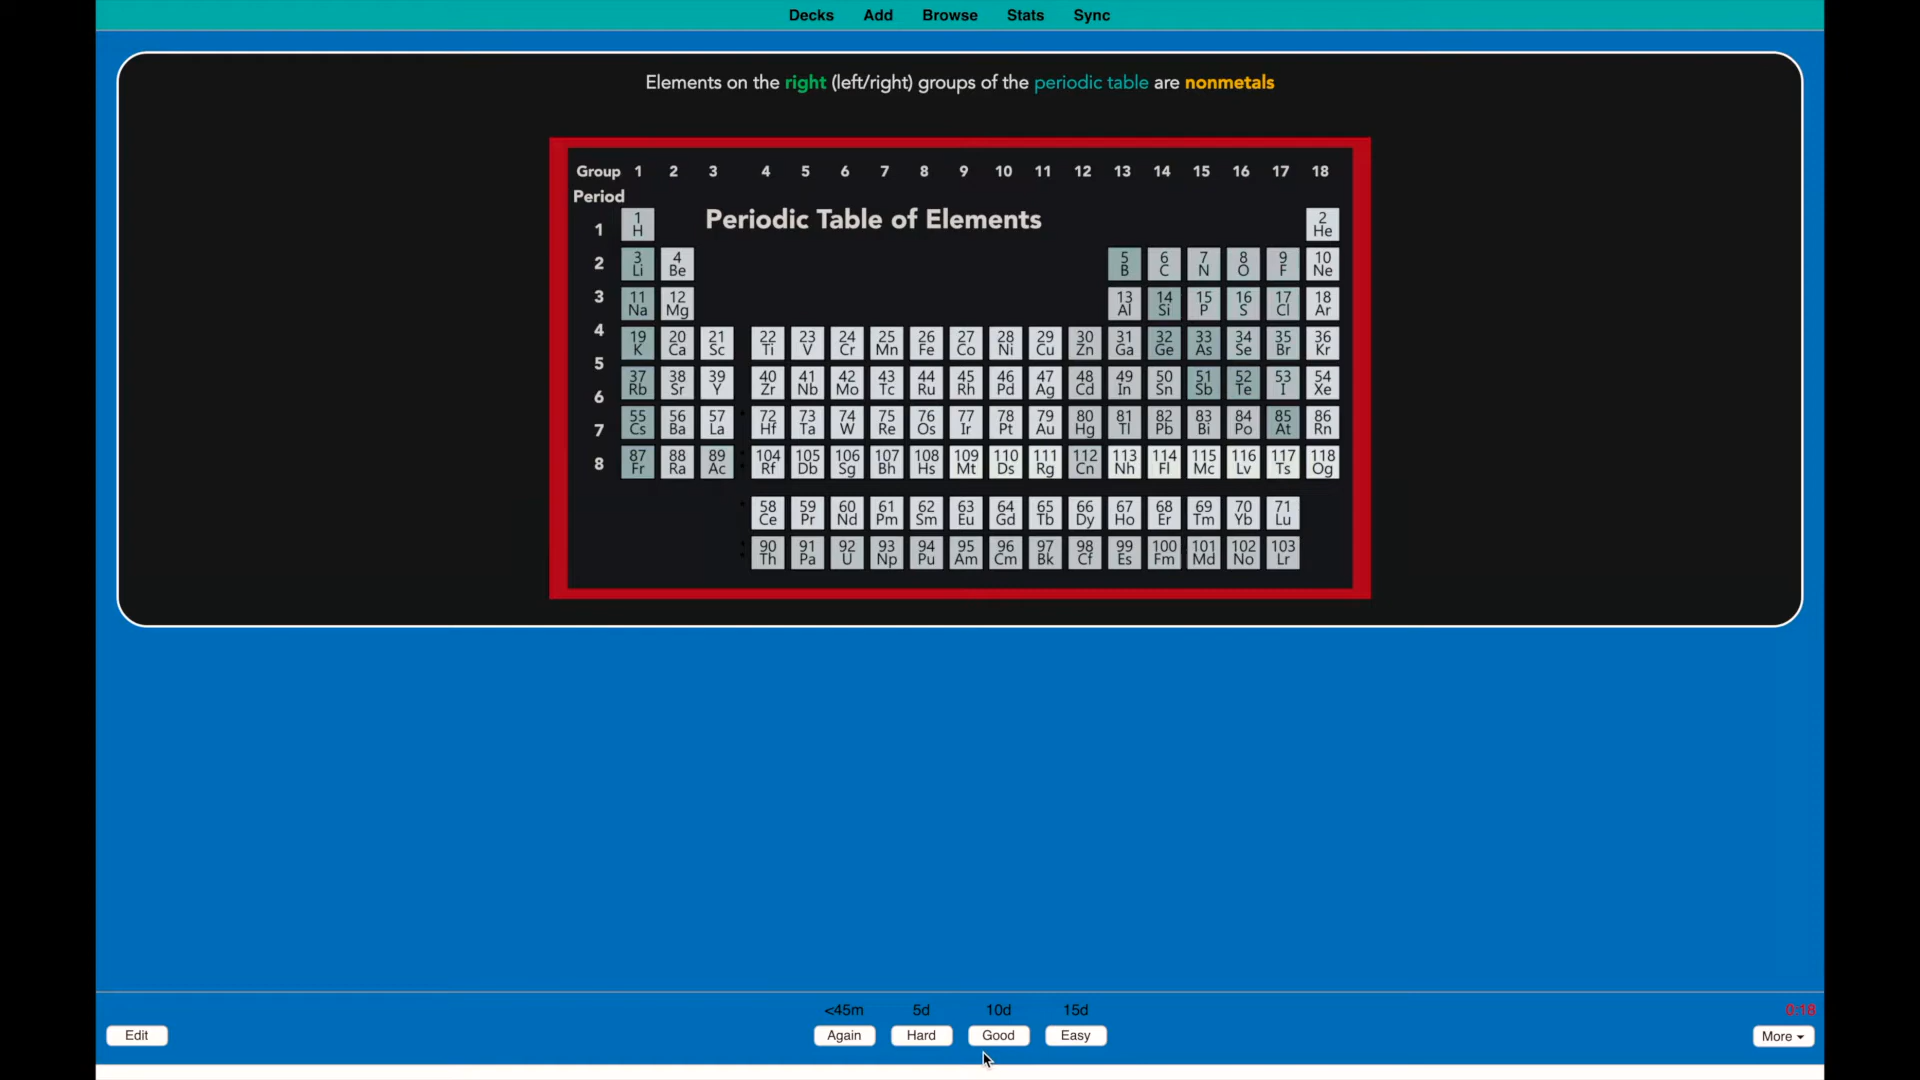 Decks Add Browse Stats Sync
Elements on the right (left/right) groups of the periodic table are nonmetals
Group 1 2 3 4 5 6 7 8 9 10 11 12 13 14 15 16 17 18
Period
Periodic Table of Elements
1 1 2
H He
2 3 4 5 6 7 8 9 10
Li Be B C N O F Ne
3 11 12 13 14 15 16 17 18
Na Mg Al Si P S Cl Ar
4 19 20 21 22 23 24 25 26 27 28 29 30 31 32 33 34 35 36
K Ca Sc Ti V Cr Mn Fe Co Ni Cu Zn Ga Ge As Se Br Kr
5 37 38 39 40 41 42 43 44 45 46 47 48 49 50 51 52 53 54
Rb Sr Y Zr Nb Mo Tc Ru Rh Pd Ag Cd In Sn Sb Te I Xe
6 55 56 57 72 73 74 75 76 77 78 79 80 81 82 83 84 85 86
7 Cs Ba La Hf Ta W Re Os Ir Pt Au Hg Tl Pb Bi Po At Rn
8 87 88 89 104 105 106 107 108 109 110 111 112 113 114 115 116 117 118
Fr Ra Ac Rf Db Sg Bh Hs Mt Ds Rg Cn Nh Fl Mc Lv Ts Og
58 59 60 61 62 63 64 65 66 67 68 69 70 71
Ce Pr Nd Pm Sm Eu Gd Tb Dy Ho Er Tm Yb Lu
90 91 92 93 94 95 96 97 98 99 100 101 102 103
Th Pa U Np Pu Am Cm Bk Cf Es Fm Md No Lr
<45m 5d 10d 15d 0:18
Edit Again Hard Good Easy More